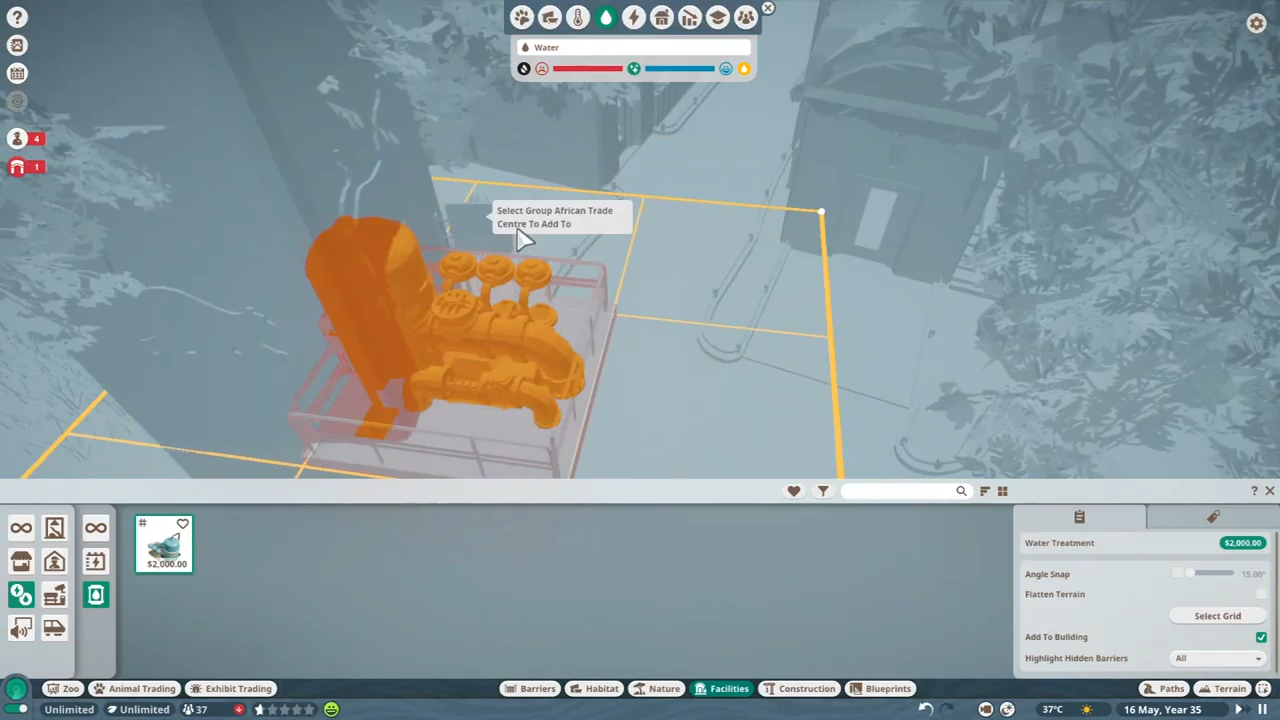 ?
Water
4
1
Select Group African Trade
Centre To Add To
?
#
$2,000.00
Water Treatment
$2,000.00
Angle Snap
15.00°
Flatten Terrain
Select Grid
Add To Building
Highlight Hidden Barriers
All
Zoo
Animal Trading
Exhibit Trading
Barriers
Habitat
Nature
Facilities
Construction
Blueprints
Paths
Terrain
Unlimited
Unlimited
37
37°C
16 May, Year 35